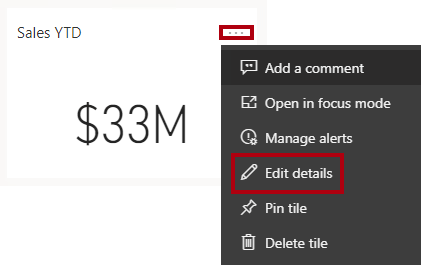 Sales YTD
$33M
Add a comment
Open in focus mode
Manage alerts
Edit details
Pin tile
Delete tile